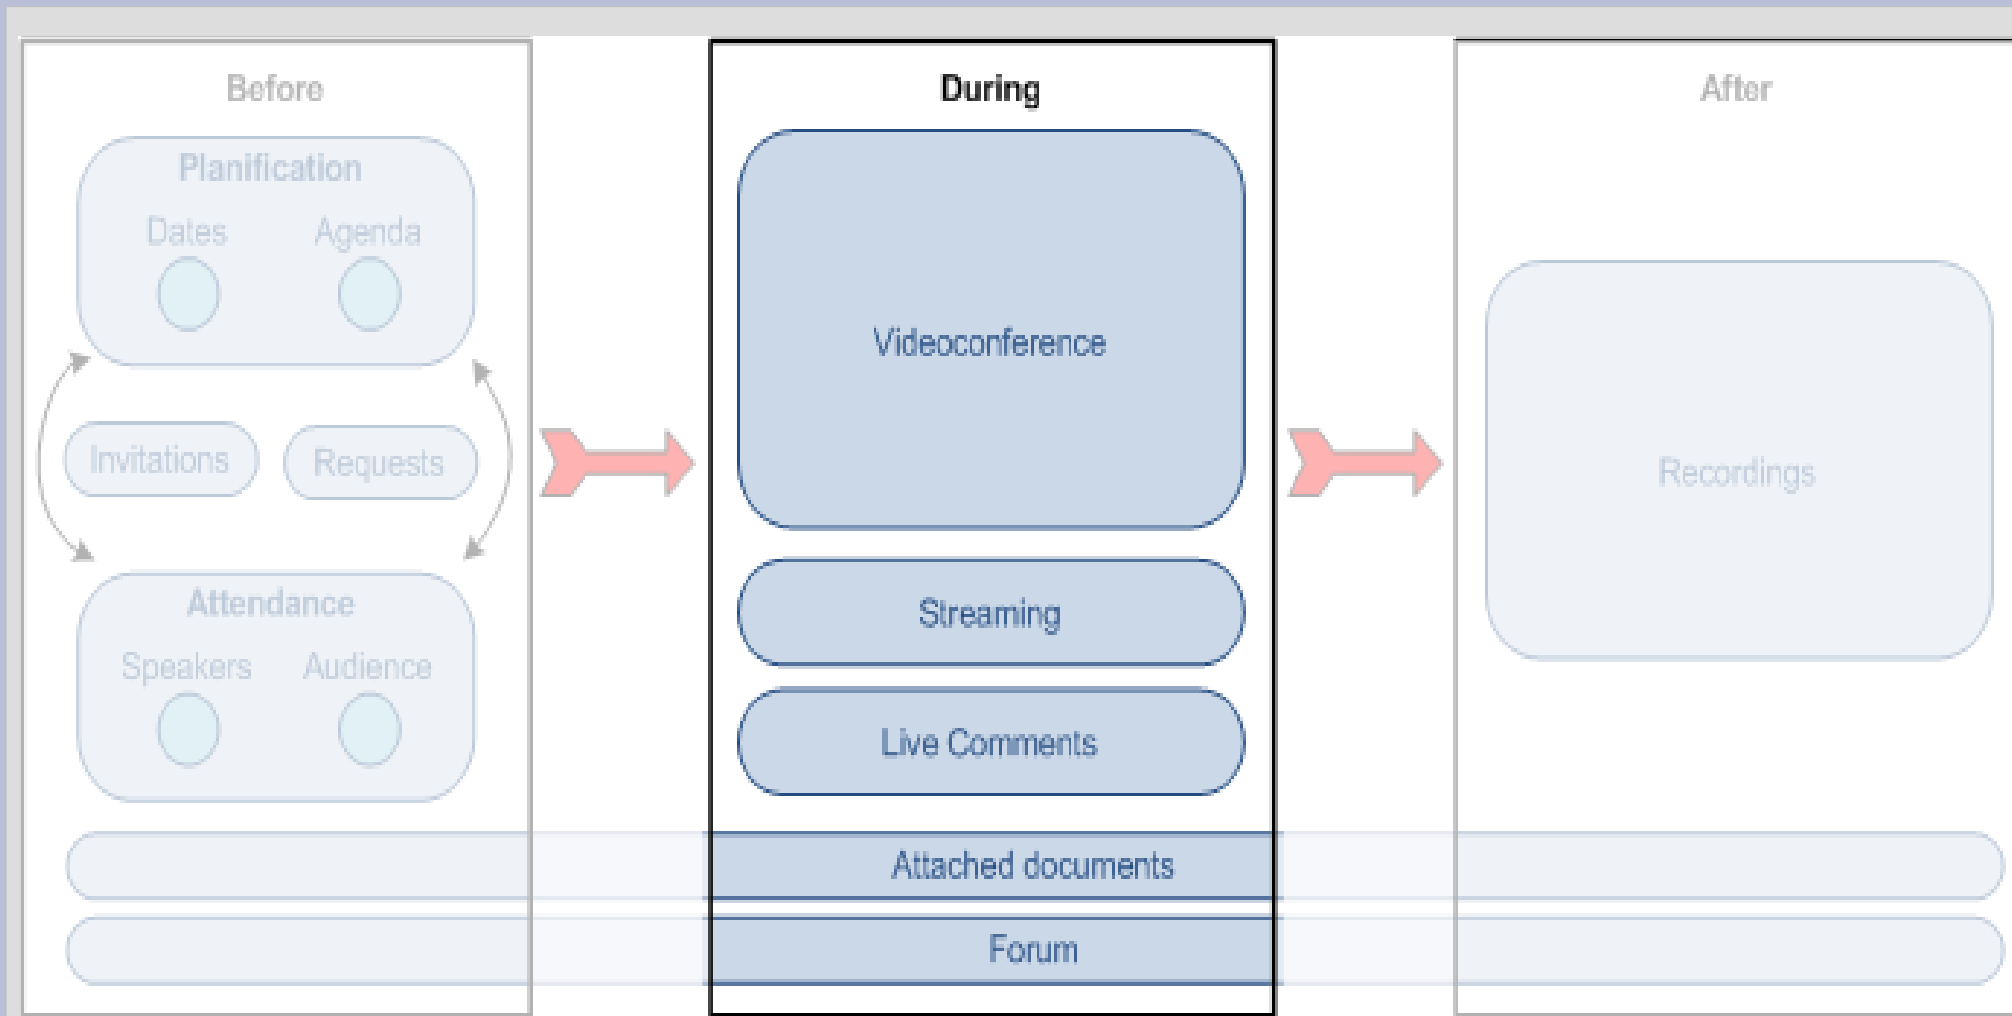 Before
Planification
Dates
Agenda
Invitations
Requests
Attendance
Speakers
Audience
During
Videoconference
Streaming
Live Comments
Attached documents
Forum
After
Recordings